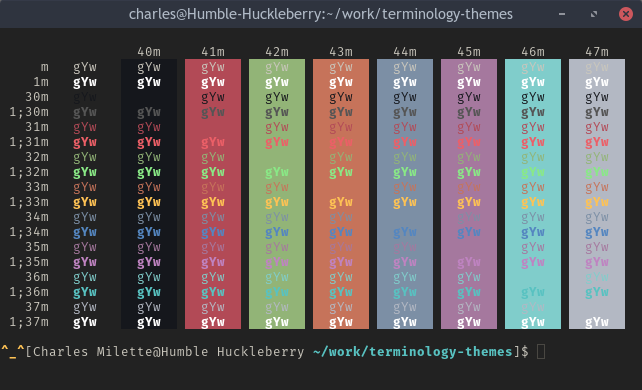 charles@Humble-Huckleberry:~/work/terminology-themes
40m 41m 42m 43m 44m 45m 46m 47m
m gYw gYw gYw gYw gYw gYw gYw gYw gYw
1m gYw gYw gYw gYw gYw gYw gYw gYw gYw
30m gYw gYw gYw gYw gYw gYw gYw gYw
1;30m gYw gYw gYw gYw gYw gYw gYw gYw gYw
31m gYw gYw gYw gYw gYw gYw gYw gYw
1;31m gYw gYw gYw gYw gYw gYw gYw gYw gYw
32m gYw gYw gYw gYw gYw gYw gYw gYw
1;32m gYw gYw gYw gYw gYw gYw gYw gYw gYw
33m gYw gYw gYw gYw gYw gYw gYw gYw
1;33m gYw gYw gYw gYw gYw gYw gYw gYw gYw
34m gYw gYw gYw gYw gYw gYw gYw gYw
1;34m gYw gYw gYw gYw gYw gYw gYw gYw gYw
35m gYw gYw gYw gYw gYw gYw gYw gYw
1;35m gYw gYw gYw gYw gYw gYw gYw gYw gYw
36m gYw gYw gYw gYw gYw gYw gYw gYw
1;36m gYw gYw gYw gYw gYw gYw gYw gYw gYw
37m gYw gYw gYw gYw gYw gYw gYw gYw
1;37m gYw gYw gYw gYw gYw gYw gYw gYw gYw
^_^[Charles Milette@Humble Huckleberry ~/work/terminology-themes]$